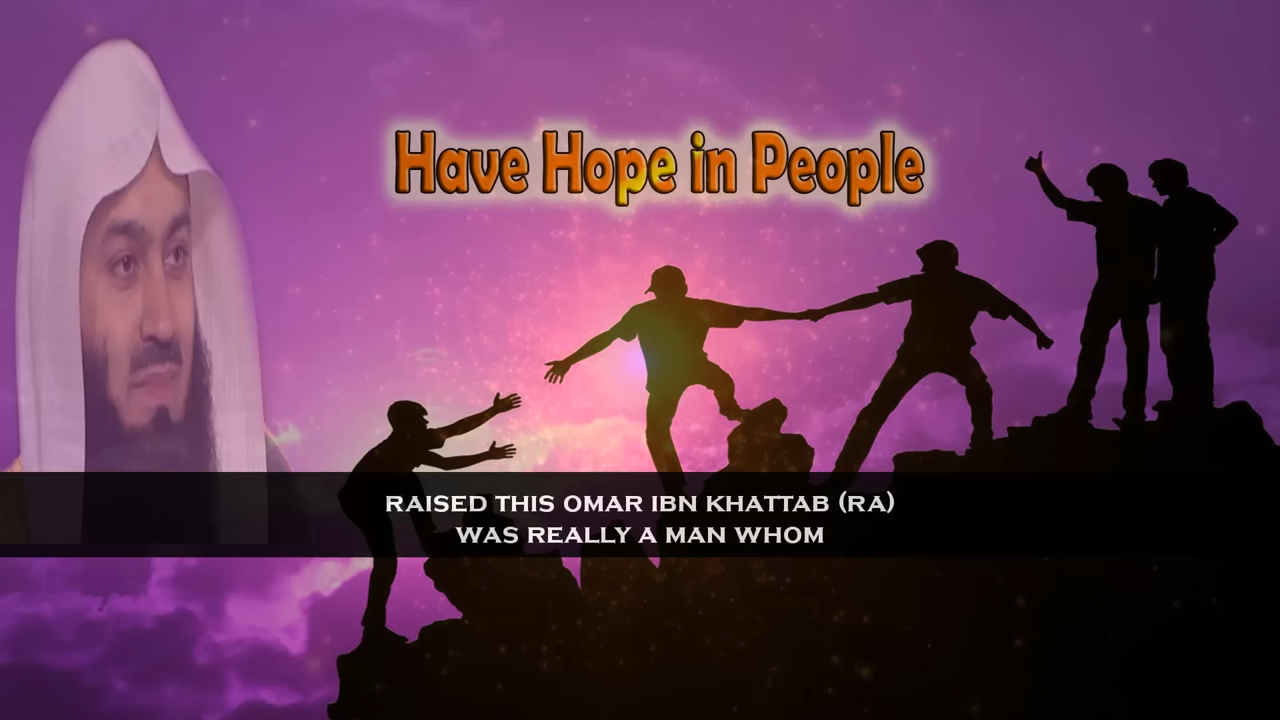 Have Hope in People
RAISED THIS OMAR IBN KHATTAB (RA)
WAS REALLY A MAN WHOM